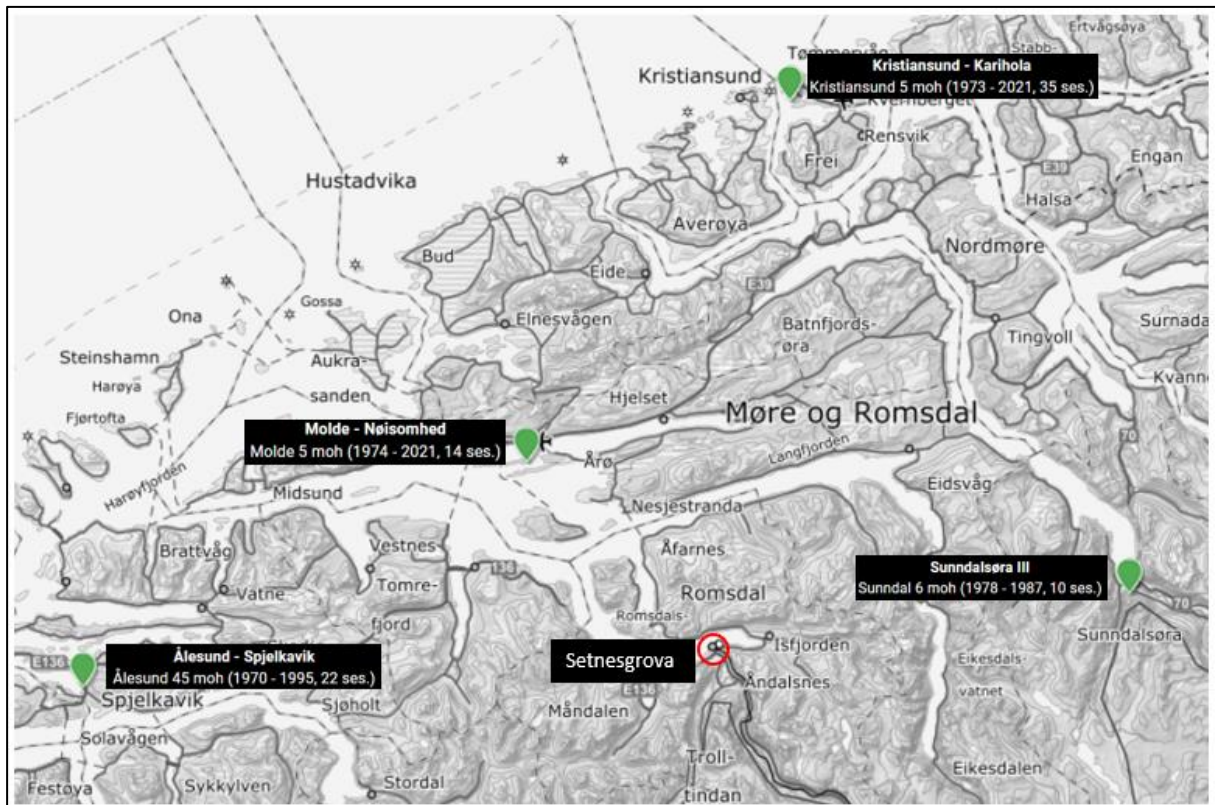 Ertvågsøya
Tømmervåg
Stabb-
Kristiansund - Karihola
Kristiansund 5 moh (1973 - 2021, 35 ses.)
Kristiansund
Kvernberget
Rensvik
Frei
Engan
E39
Halsa
Hustadvika
Averøya
Nordmøre
Bud
Eide
E39
Gossa
Ona
Elnesvågen
Batnfjords-
øra
Tingvoll
Surnada
Steinshamn
Aukra-
sanden
Harøya
Kvann
Hjelset
Fjørtofta
Møre og Romsdal
Molde - Nøisomhed
Molde 5 moh (1974 - 2021, 14 ses.)
70
Langfjorden
Årø
Harøyfjorden
Midsund
Nesjestranda
Eidsvåg
Brattvåg
Vestnes
Åfarnes
136
Tomre-
fjord
Vatne
Romsdal
Sunndalsøra III
Sunndal 6 moh (1978 - 1987, 10 ses.)
70
Romsdals-
Sunndalsøra
Setnesgrova
Isfjorden
Ålesund - Spjelkavik
Ålesund 45 moh (1970 - 1995, 22 ses.)
E136
Eikesdals-
vatnet
Åndalsnes
E136
Spjelkavik
Sjøholt
Måndalen
Solavågen
Troll-
tindan
Eikesdalen
Festøya
Sykkylven
Stordal